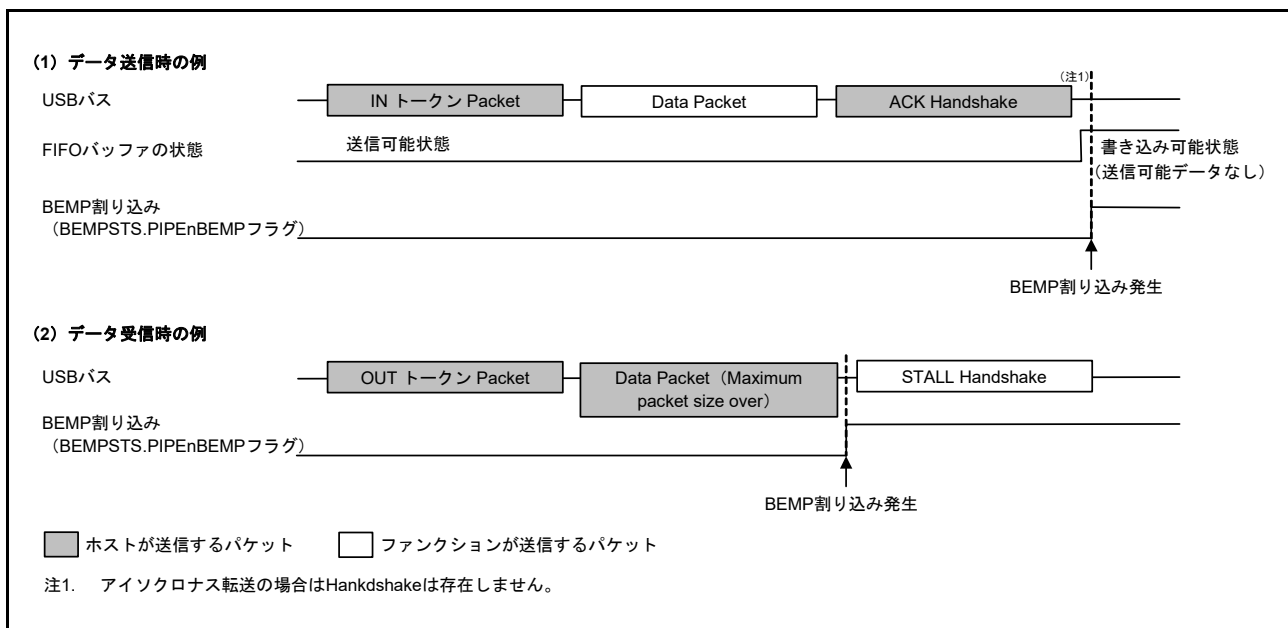 （1）データ送信時の例
（注1）
USBバス
IN トークン Packet
Data Packet
ACK Handshake
FIFOバッファの状態
送信可能状態
書き込み可能状態
（送信可能データなし）
BEMP割り込み
（BEMPSTS.PIPEnBEMPフラグ）
BEMP割り込み発生
（2）データ受信時の例
USBバス
OUT トークン Packet
Data Packet（Maximum
packet size over）
STALL Handshake
BEMP割り込み
（BEMPSTS.PIPEnBEMPフラグ）
BEMP割り込み発生
ホストが送信するパケット
ファンクションが送信するパケット
注1. アイソクロナス転送の場合はHankdshakeは存在しません。